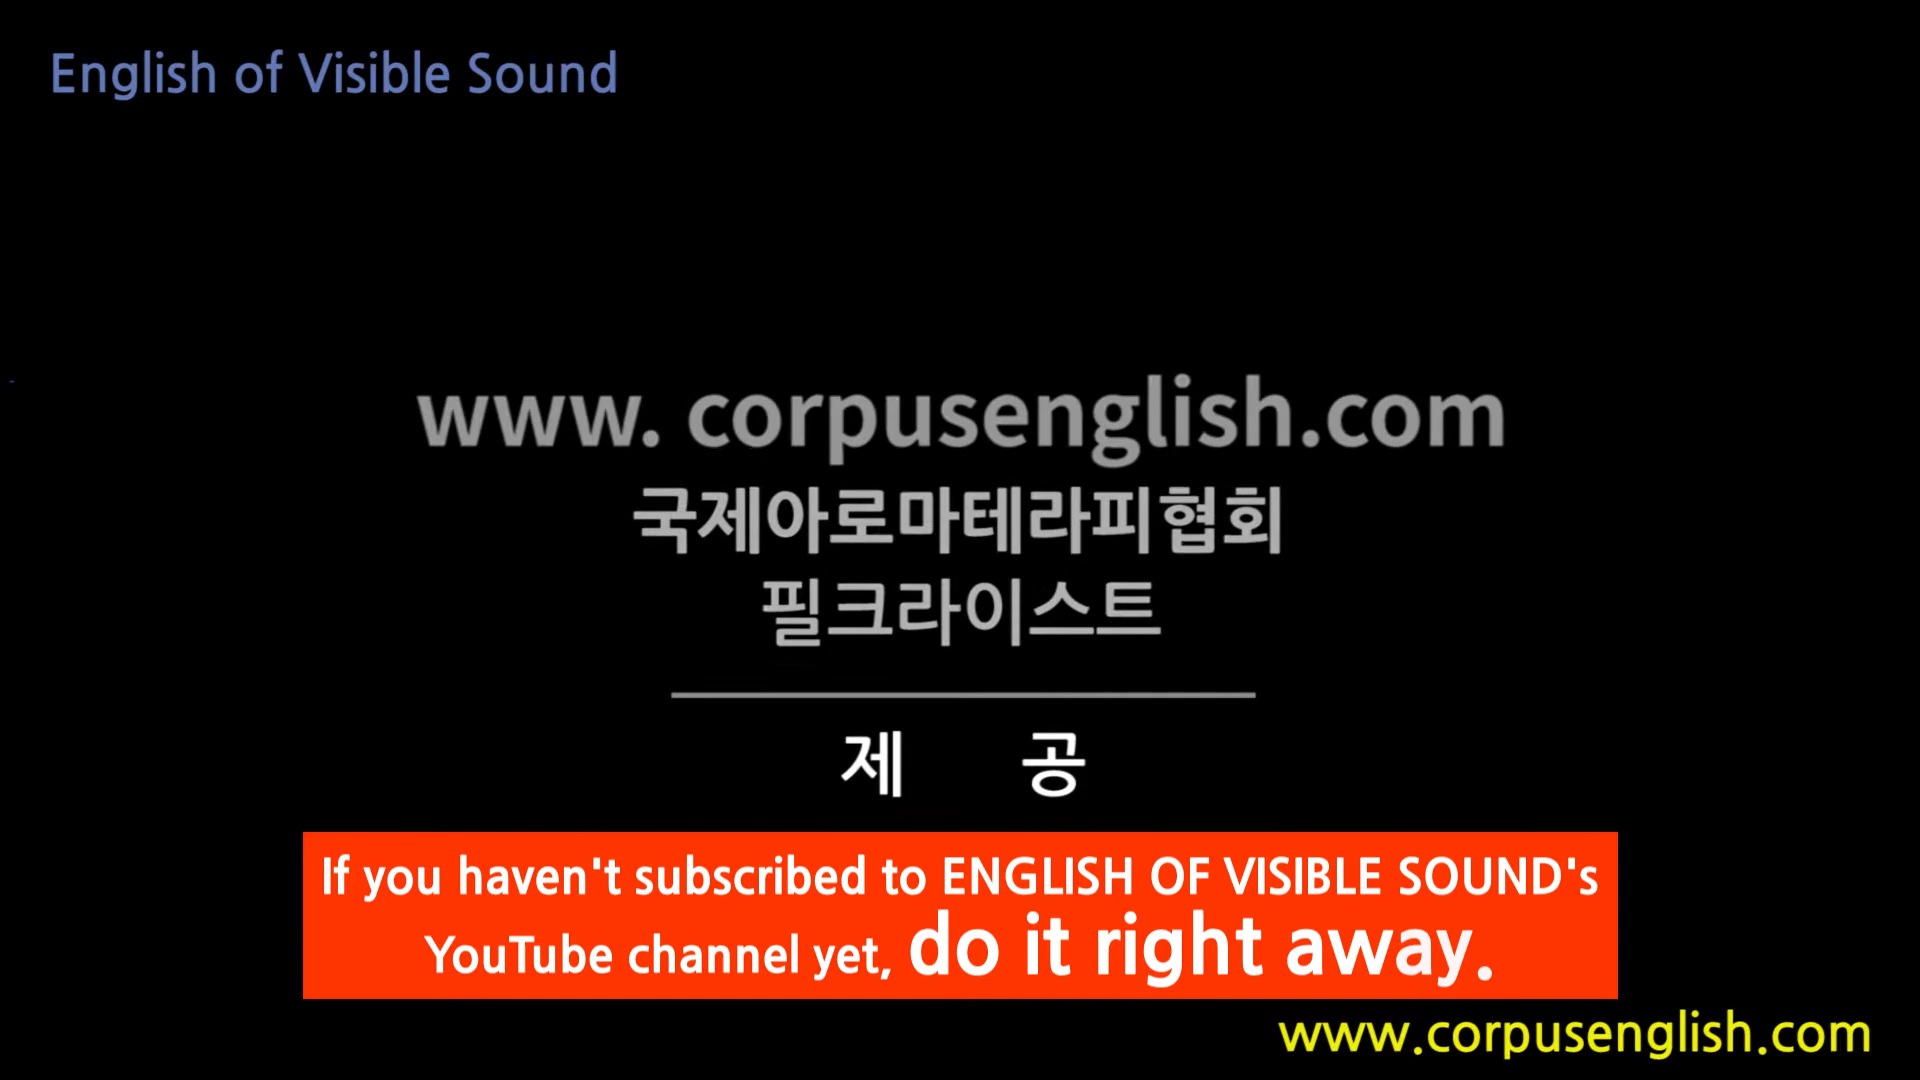 English of Visible Sound
www. corpusenglish.com
국제아로마테라피협회
필크라이스트
제 공
If you haven't subscribed to ENGLISH OF VISIBLE SOUND's
YouTube channel yet, do it right away.
www.corpusenglish.com